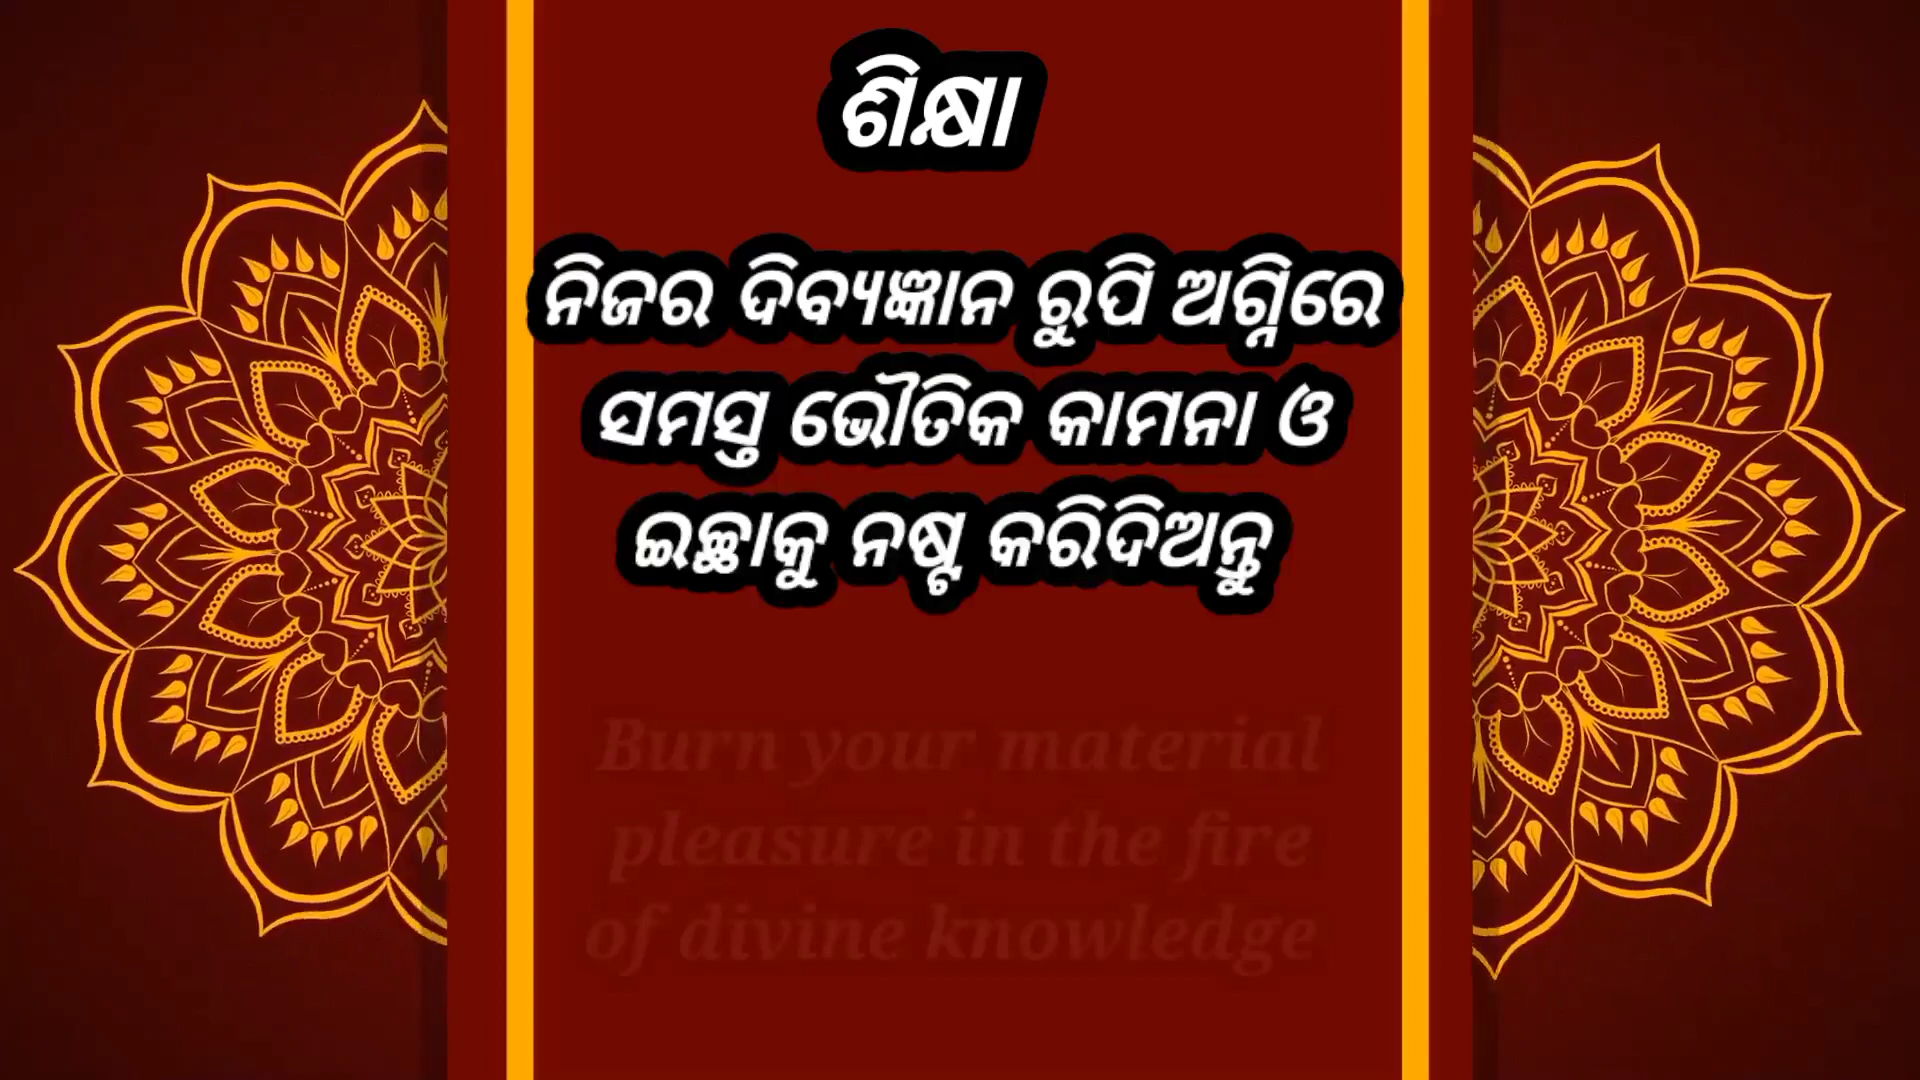 ଶିକ୍ଷା
ନିଜର ଦିବ୍ୟଜ୍ଞାନ ରୁପି ଅଗ୍ନିରେ
ସମସ୍ତ ଭୌତିକ କାମନା ଓ
ଇଚ୍ଛାକୁ ନଷ୍ଟ କରିଦିଅନ୍ତୁ
Burn your material
pleasure in the fire
of divine knowledge